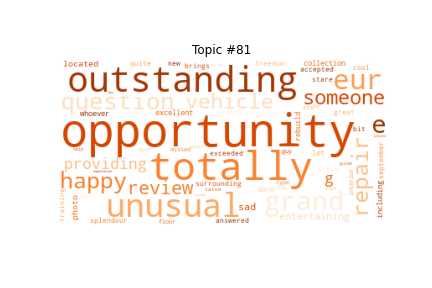 Topic #81
located quite new brings freedom collection accepted cool
outstanding stare eur
question vehicle someone
whoever excellent staff great
opportunity rebuild bit e
missed guy let
totally exceeded repair
providing september
happy review surrounding g including
value done
photo unusual sad grand
training entertaining
splendour floor answered